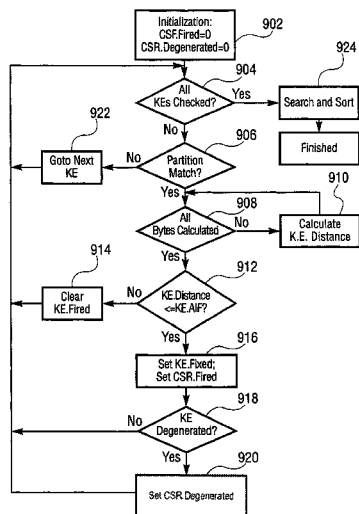 Initialization:
CSF.Fired=0
CSR.Degenerated=0
902
904
All
KEs Checked?
Yes
924
Search and Sort
Finished
No
922
Goto Next
KE
906
Partition
Match?
No
Yes
908
All
Bytes Calculated
No
910
Calculate
K.E. Distance
Yes
914
Clear
KE.Fired
912
KE.Distance
<=KE.AIF?
No
Yes
916
Set KE.Fixed;
Set CSR.Fired
918
KE
Degenerated?
No
Yes
920
Set CSR.Degenerated